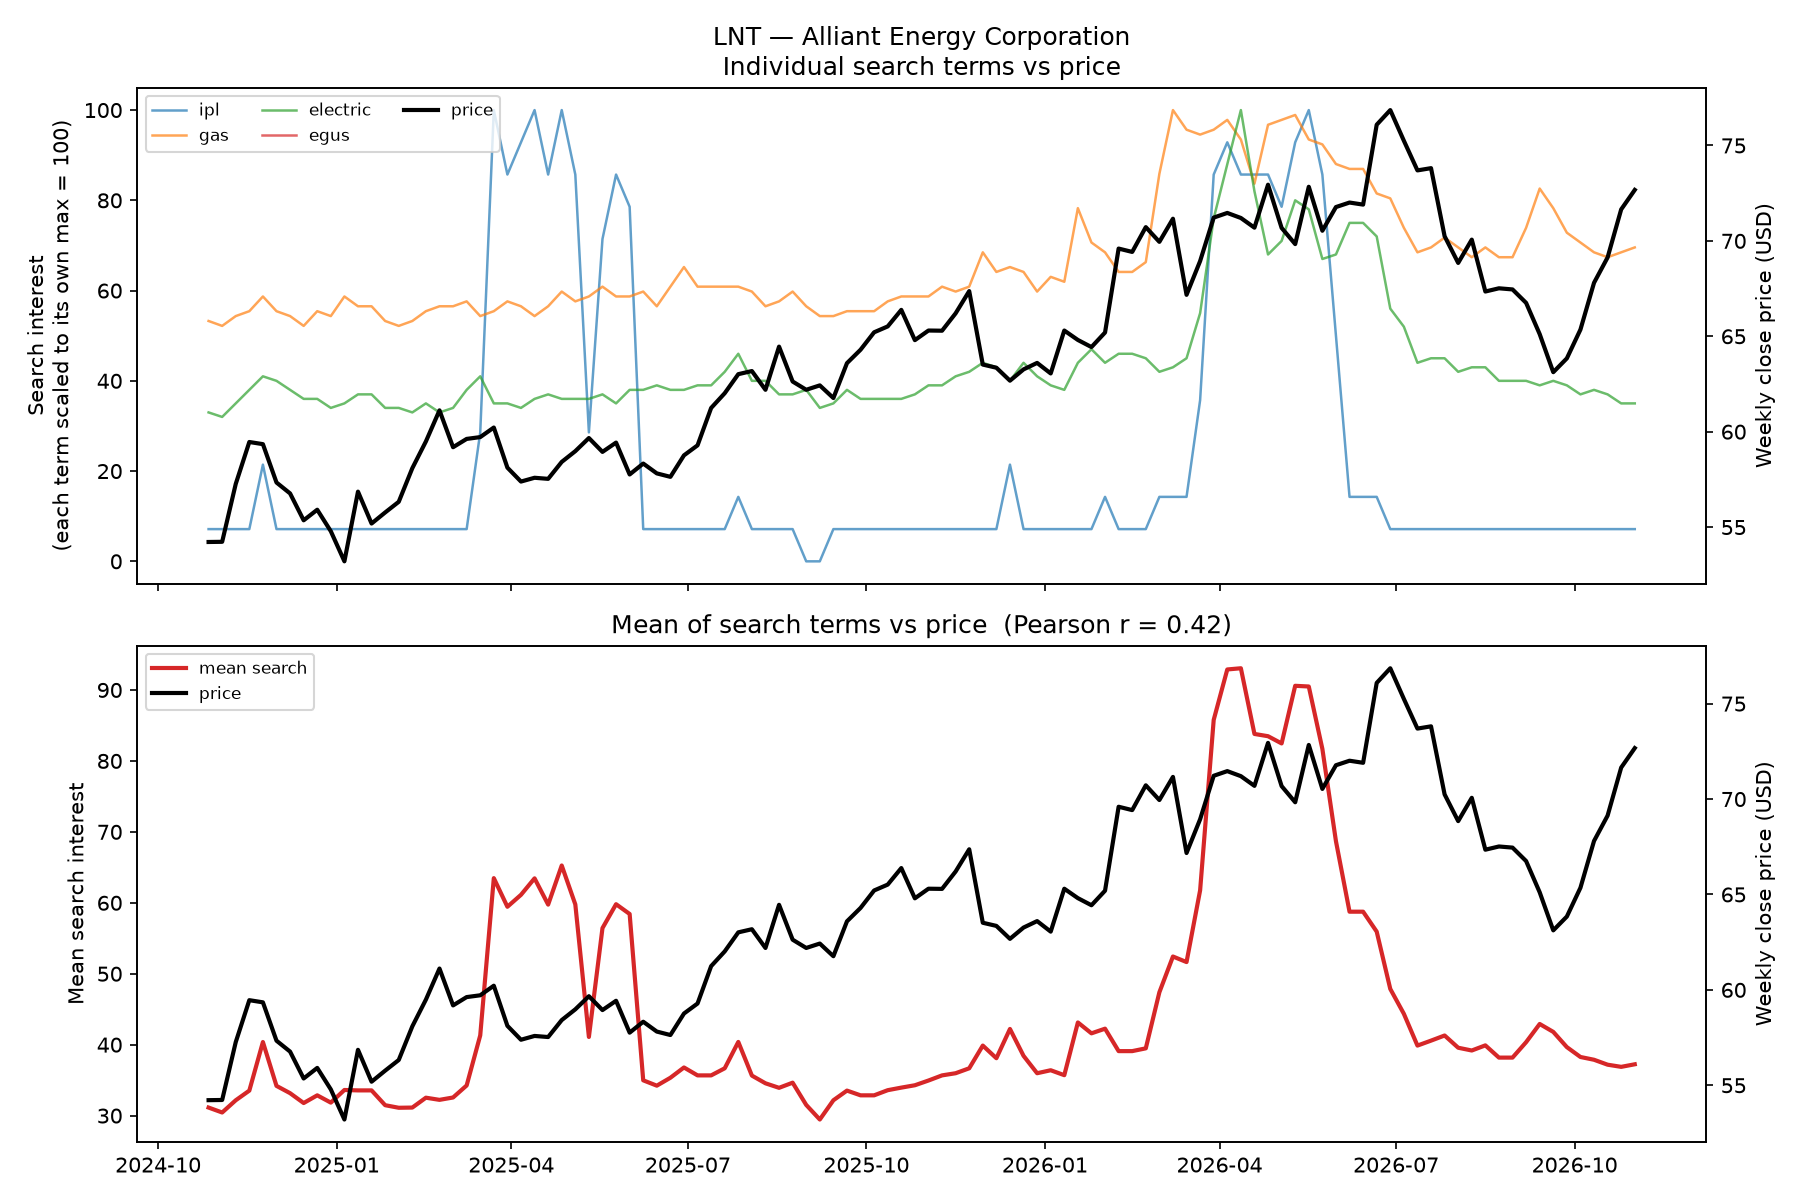 LNT — Alliant Energy Corporation
Individual search terms vs price
ipl
gas
electric
egus
price
100
80
60
40
20
0
Search interest
(each term scaled to its own max = 100)
75
70
65
60
55
Weekly close price (USD)
Mean of search terms vs price (Pearson r = 0.42)
mean search
price
90
80
70
60
50
40
30
Mean search interest
75
70
65
60
55
Weekly close price (USD)
2024-10
2025-01
2025-04
2025-07
2025-10
2026-01
2026-04
2026-07
2026-10